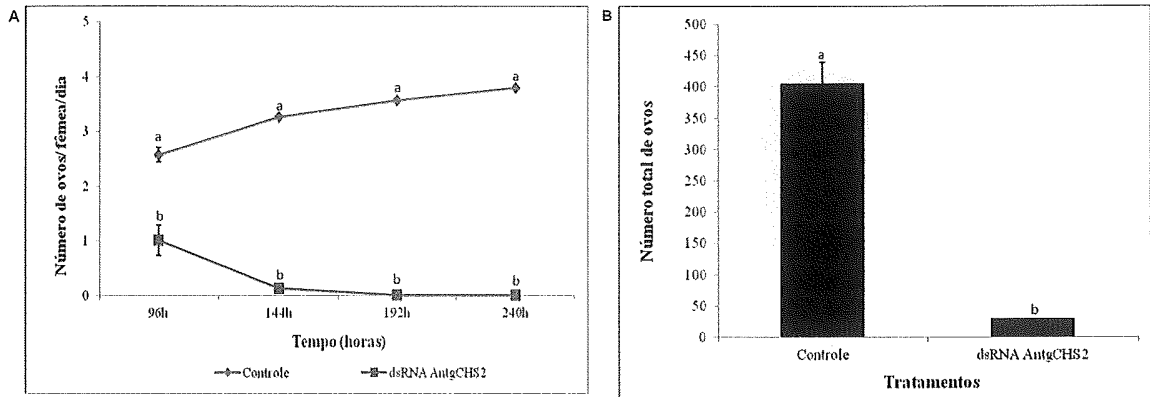 A
Número de ovos/fêmea/dia
5
4
3
2
1
0
a
a
a
a
b
b
b
b
96h
144h
192h
240h
Tempo (horas)
Controle
dsRNA AntgCHS2
B
Número total de ovos
500
450
400
350
300
250
200
150
100
50
0
a
b
Controle
dsRNA AntgCHS2
Tratamentos